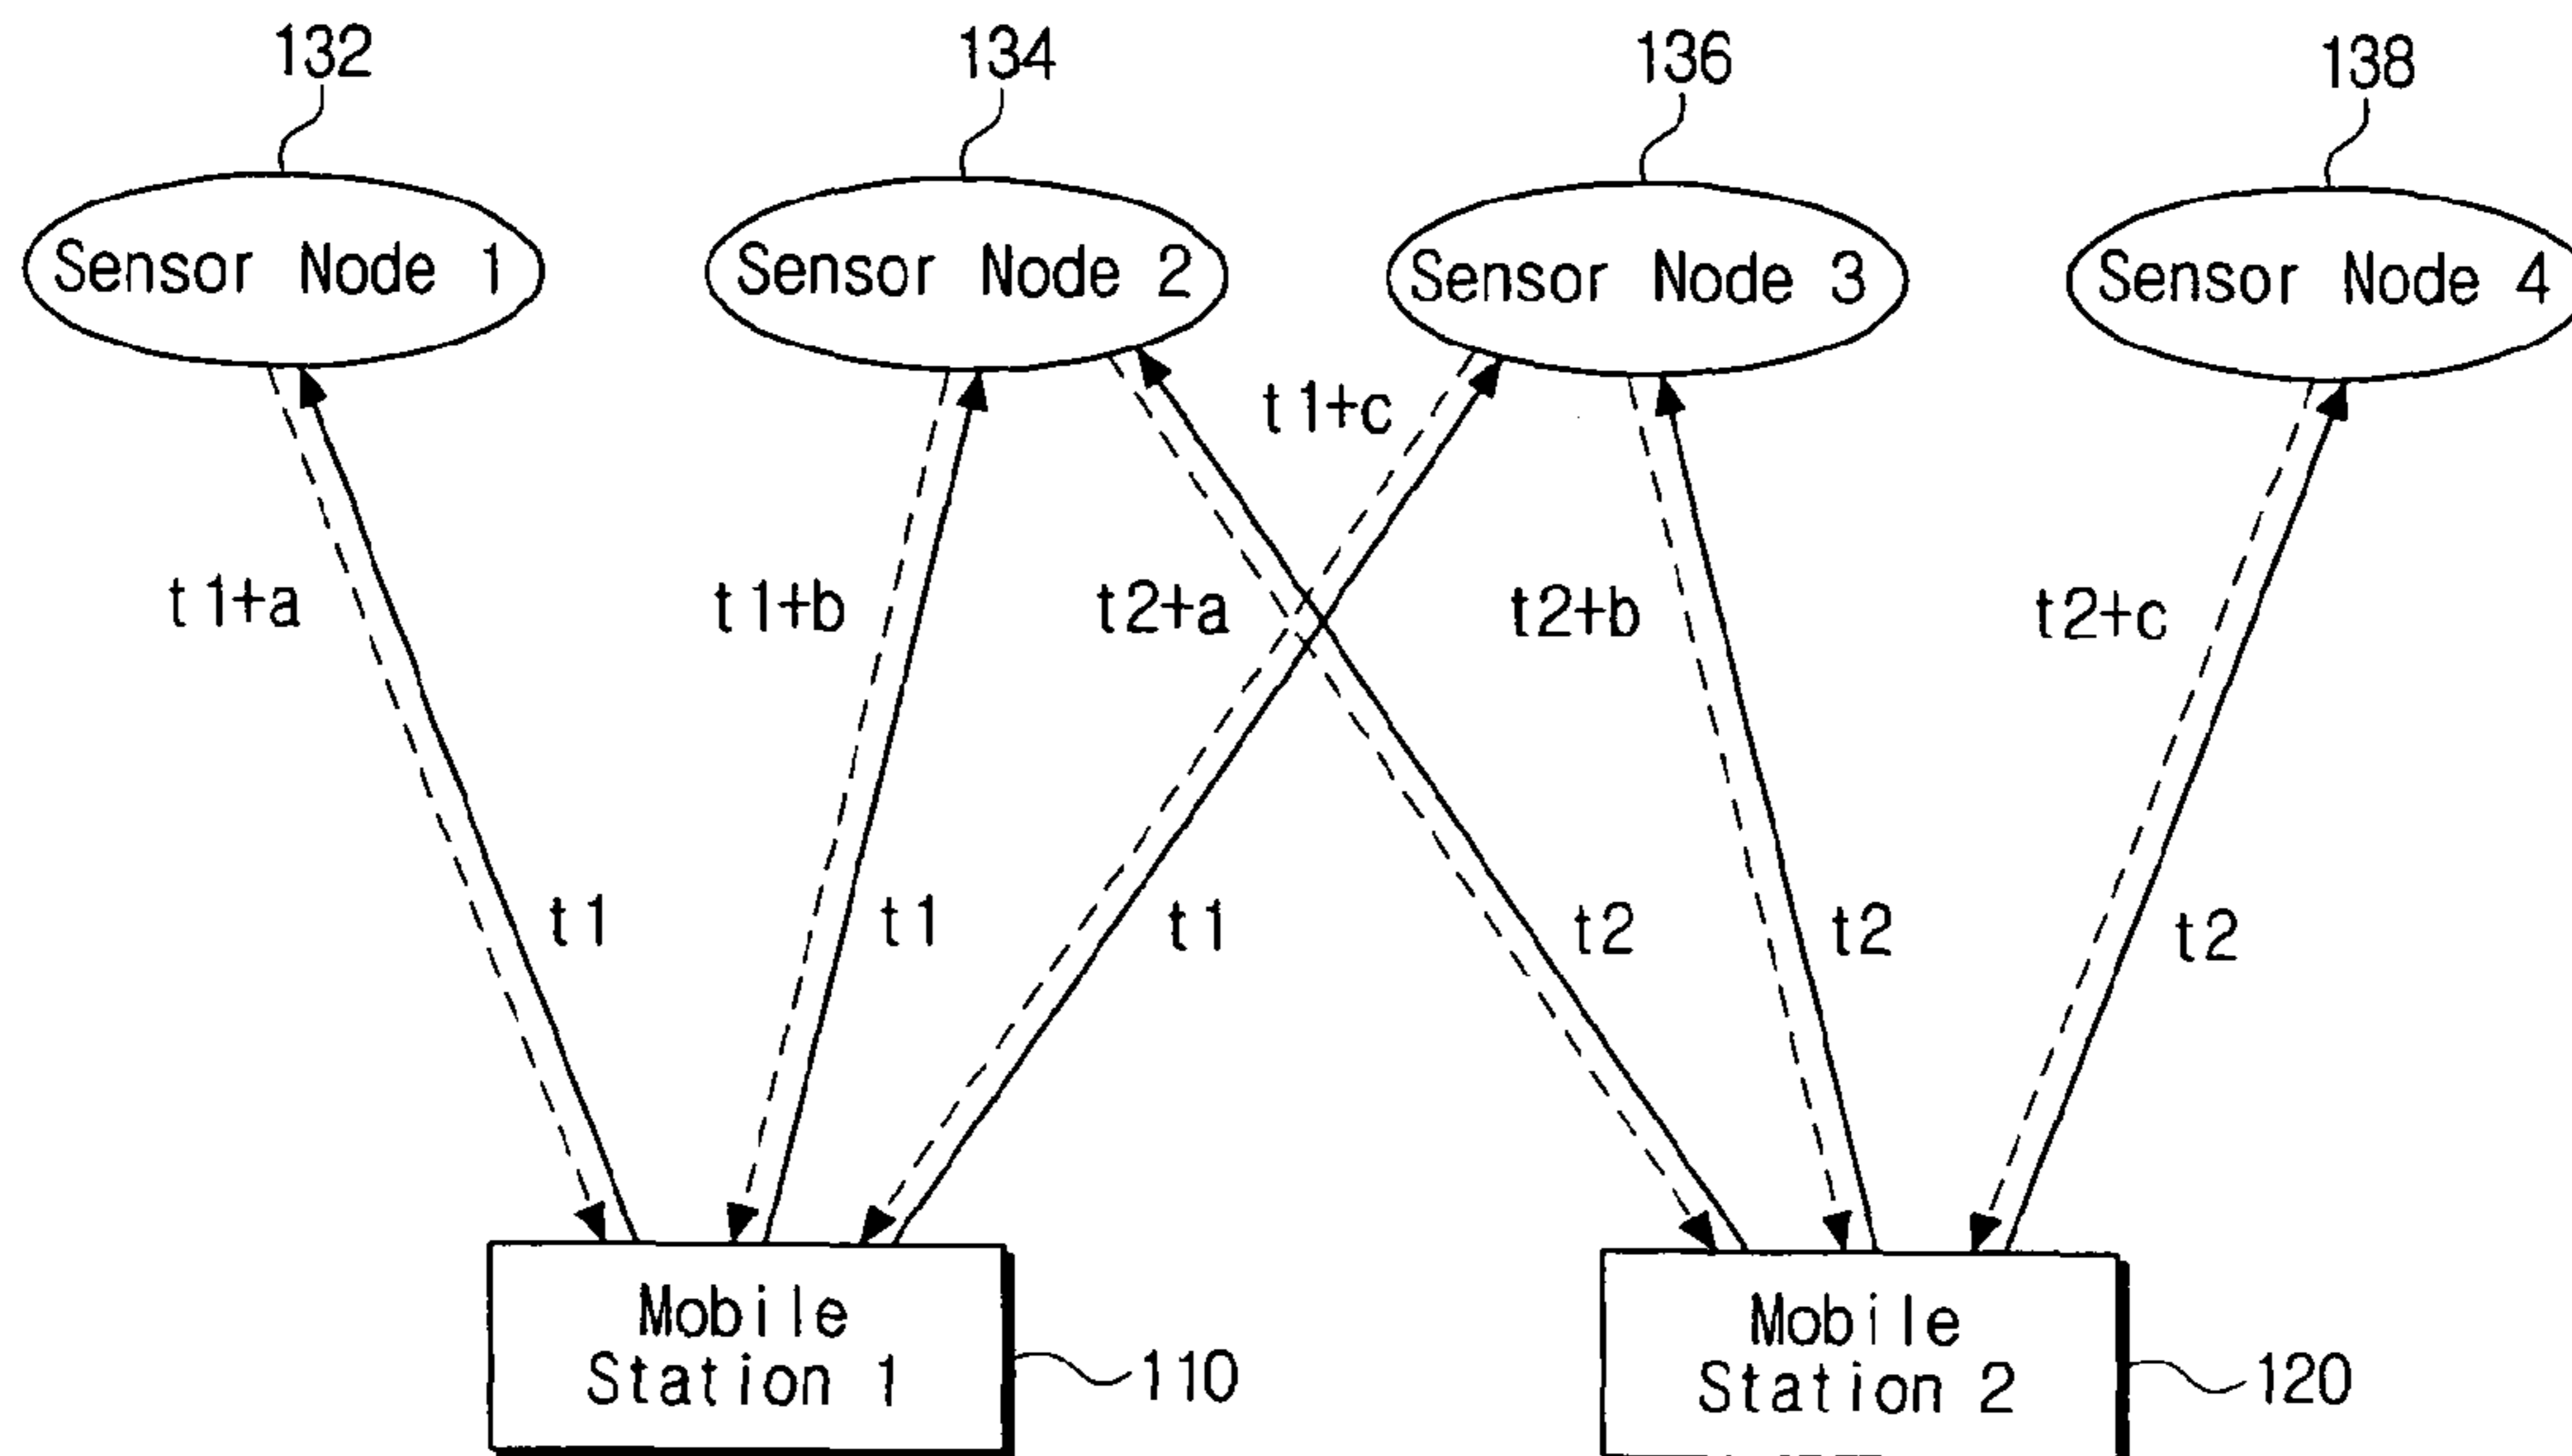 132
134
136
138
Sensor Node 1
Sensor Node 2
Sensor Node 3
Sensor Node 4
t1+c
t1+a
t1+b
t2+a
t2+b
t2+c
t1
t1
t1
t2
t2
t2
Mobile
Station 1
110
Mobile
Station 2
120